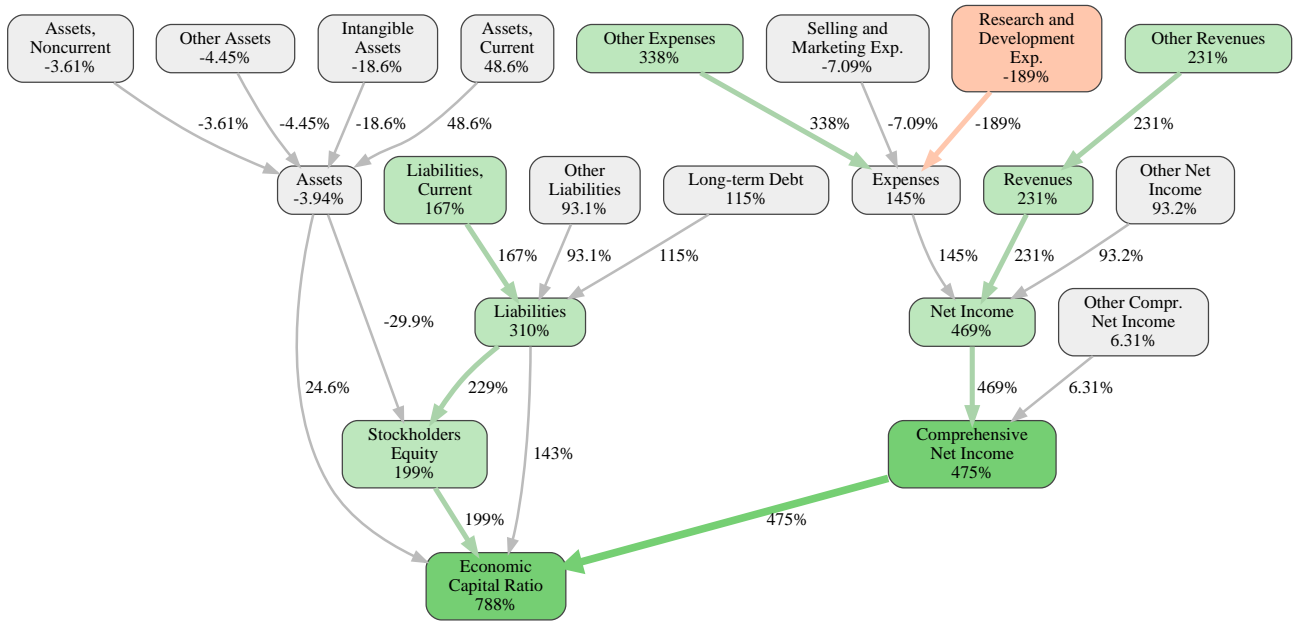 Assets,
Noncurrent
-3.61%
Other Assets
-4.45%
Intangible
Assets
-18.6%
Assets,
Current
48.6%
Other Expenses
338%
Selling and
Marketing Exp.
-7.09%
Research and
Development
Exp.
-189%
Other Revenues
231%
-3.61%
-4.45%
-18.6%
48.6%
338%
-7.09%
-189%
231%
Assets
-3.94%
Liabilities,
Current
167%
Other
Liabilities
93.1%
Long-term Debt
115%
Expenses
145%
Revenues
231%
Other Net
Income
93.2%
167%
93.1%
115%
145%
231%
93.2%
-29.9%
Liabilities
310%
Net Income
469%
Other Compr.
Net Income
6.31%
24.6%
229%
143%
469%
6.31%
Stockholders
Equity
199%
Comprehensive
Net Income
475%
199%
475%
Economic
Capital Ratio
788%